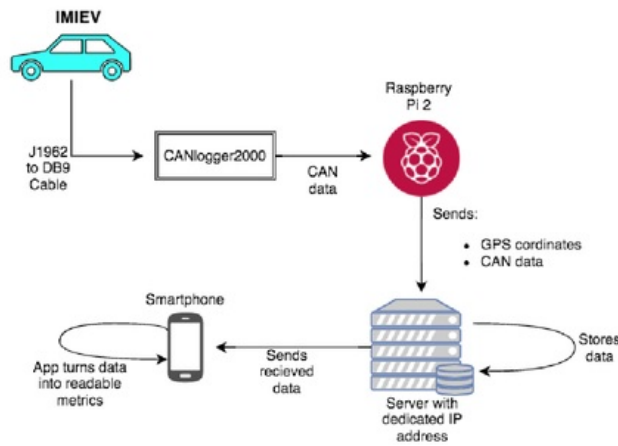 IMIEV
Raspberry
Pi 2
J1962
to DB9
Cable
CANlogger2000
CAN
data
Sends:
• GPS cordinates
• CAN data
Smartphone
App turns data
into readable
metrics
Sends
recieved
data
Stores
data
Server with
dedicated IP
address